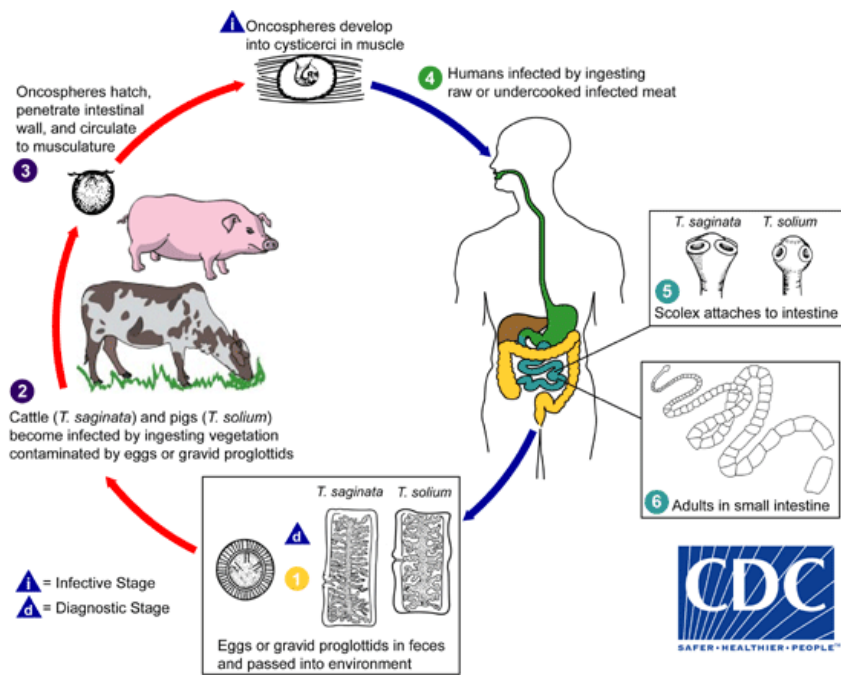 i
Oncospheres develop
into cysticerci in muscle
4
Humans infected by ingesting
raw or undercooked infected meat
Oncospheres hatch,
penetrate intestinal
wall, and circulate
to musculature
3
T. saginata T. solium
5
Scolex attaches to intestine
2
Cattle (T. saginata) and pigs (T. solium)
become infected by ingesting vegetation
contaminated by eggs or gravid proglottids
6 Adults in small intestine
T. saginata T. solium
d
1
Eggs or gravid proglottids in feces
and passed into environment
i = Infective Stage
d = Diagnostic Stage
CDC
SAFER•HEALTHIER•PEOPLE™